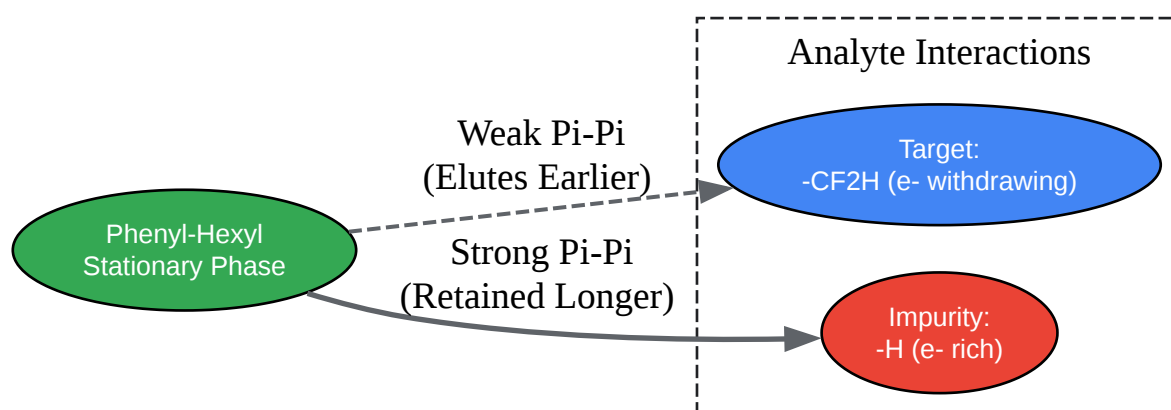 Analyte Interactions
Weak Pi-Pi
(Elutes Earlier)
Target:
-CF2H (e- withdrawing)
Phenyl-Hexyl
Stationary Phase
Strong Pi-Pi
(Retained Longer)
Impurity:
-H (e- rich)